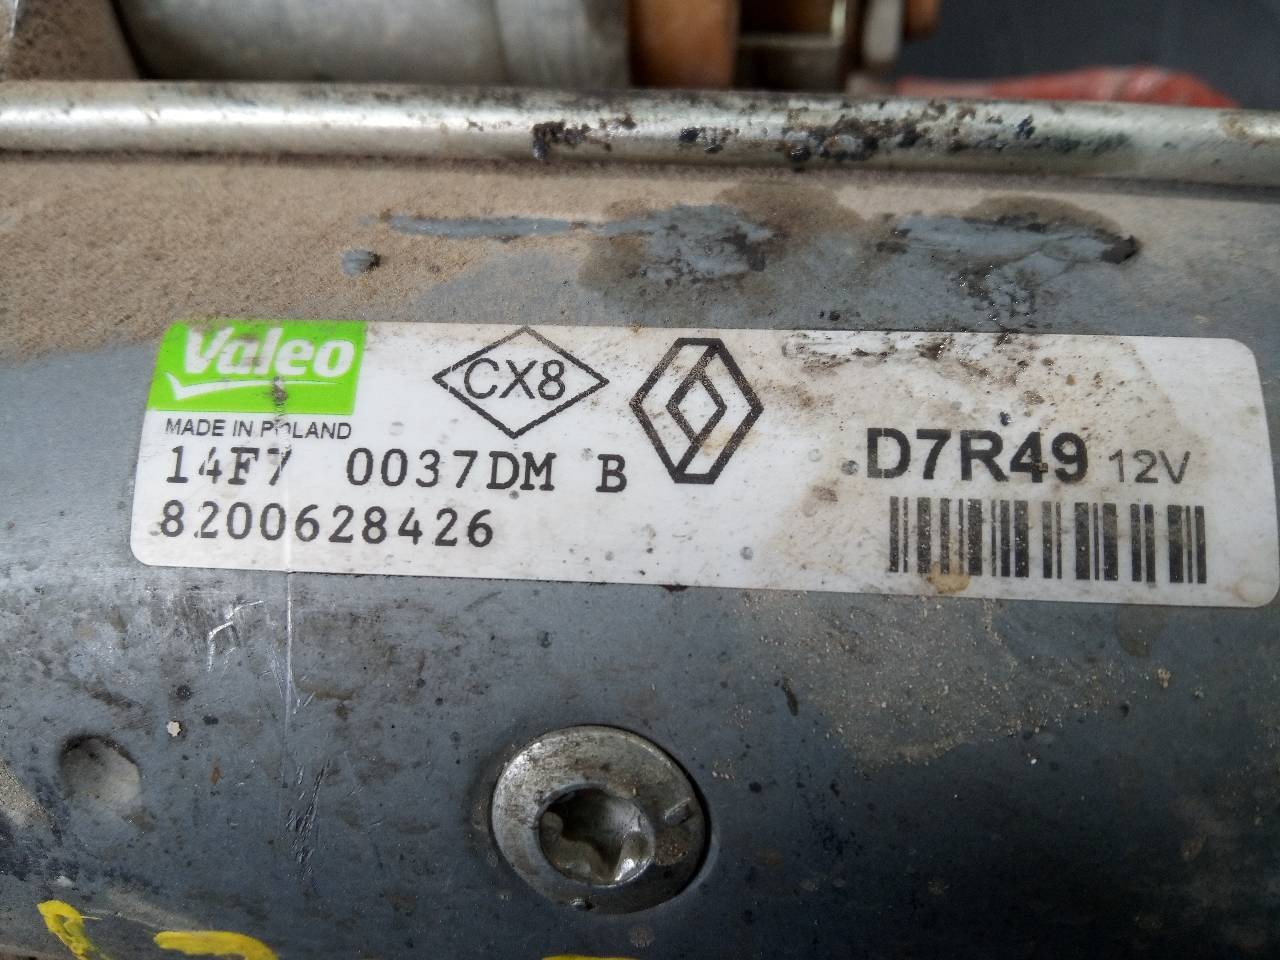 Valeo
MADE IN POLAND
CX8
14F7 0037DM B
8200628426
D7R49 12V